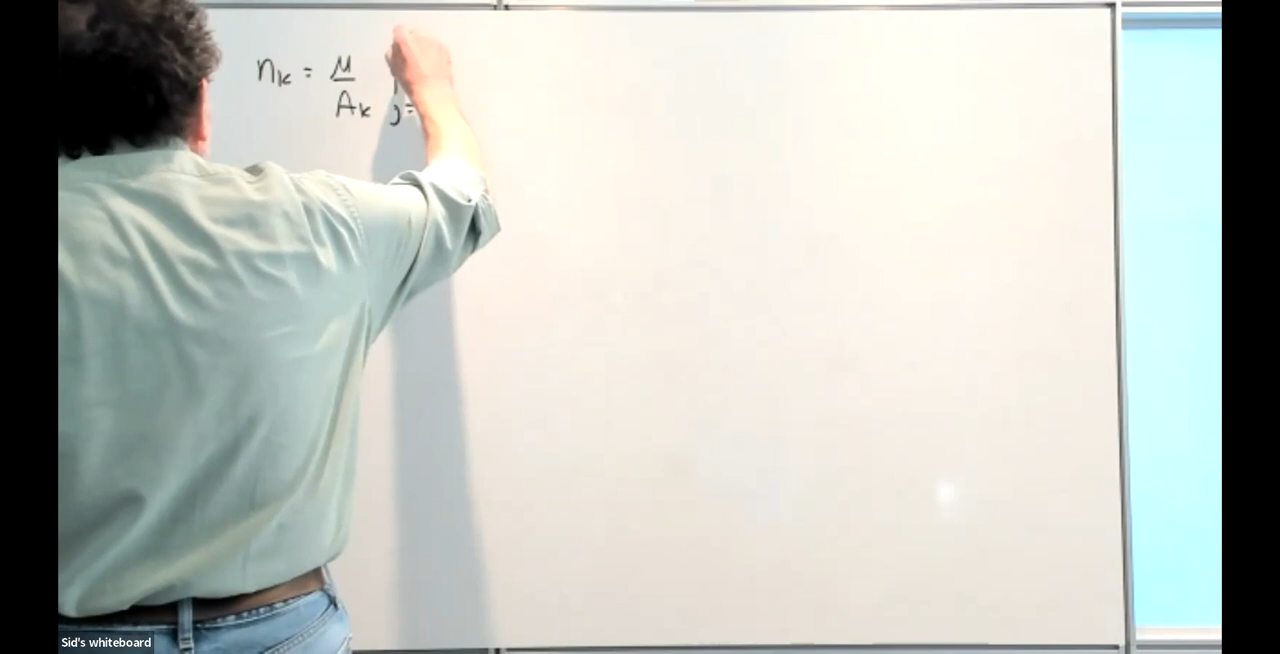 n_k = μ / A_k j=
Sid's whiteboard